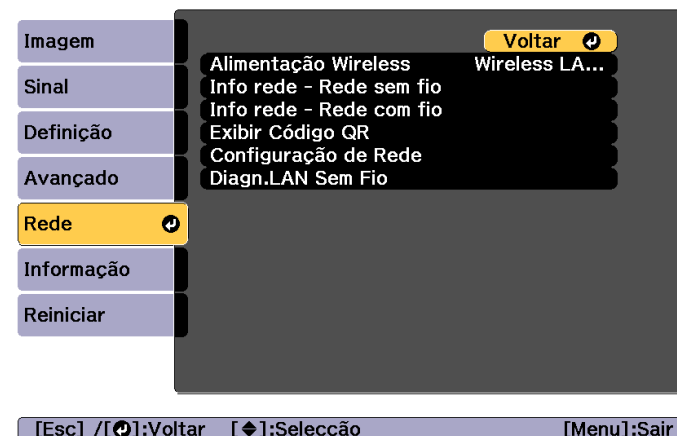 Imagem
Sinal
Definição
Avançado
Rede
Informação
Reiniciar
Voltar
Alimentação Wireless Wireless LA...
Info rede - Rede sem fio
Info rede - Rede com fio
Exibir Código QR
Configuração de Rede
Diagn.LAN Sem Fio
[Esc] /[ ]:Voltar [ ]:Selecção [Menu]:Sair